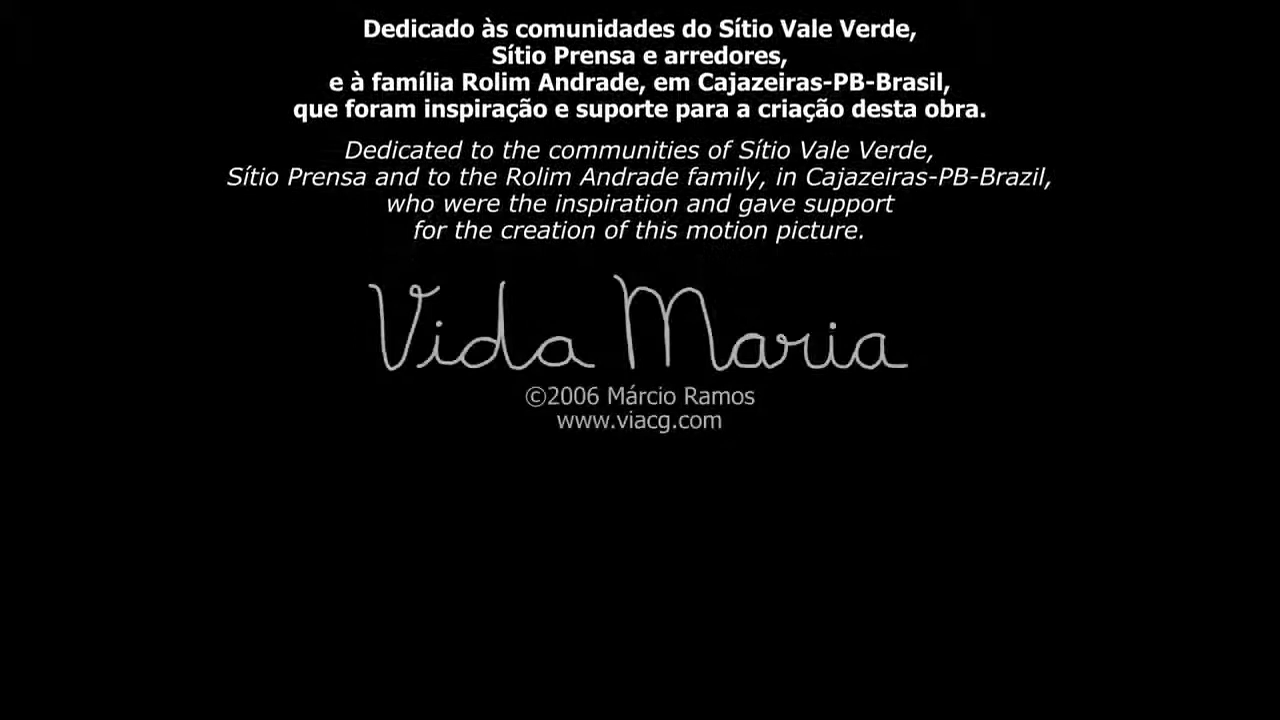 Dedicado às comunidades do Sítio Vale Verde,
Sítio Prensa e arredores,
e à família Rolim Andrade, em Cajazeiras-PB-Brasil,
que foram inspiração e suporte para a criação desta obra.
Dedicated to the communities of Sítio Vale Verde,
Sítio Prensa and to the Rolim Andrade family, in Cajazeiras-PB-Brazil,
who were the inspiration and gave support
for the creation of this motion picture.
Vida Maria
©2006 Márcio Ramos
www.viacg.com